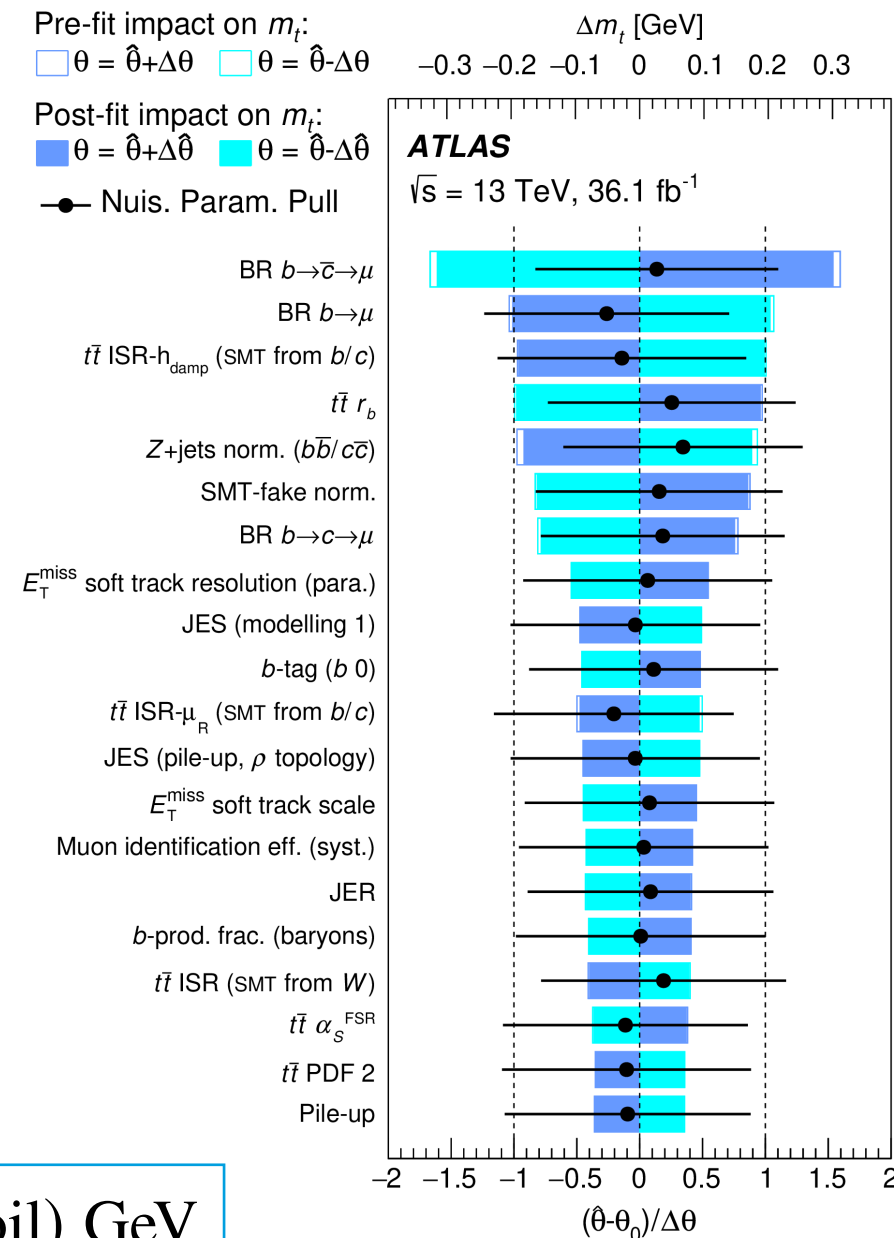 Pre-fit impact on mₜ:
θ = θ̂+Δθ θ = θ̂-Δθ
Post-fit impact on mₜ:
θ = θ̂+Δθ̂ θ = θ̂-Δθ̂
Nuis. Param. Pull
Δmₜ [GeV]
−0.3 −0.2 −0.1 0 0.1 0.2 0.3
ATLAS
√s = 13 TeV, 36.1 fb⁻¹
BR b→c̅→μ
BR b→μ
tt̅ ISR-h_damp (SMT from b/c)
tt̅ r_b
Z+jets norm. (bb̅/cc̅)
SMT-fake norm.
BR b→c→μ
E_T^miss soft track resolution (para.)
JES (modelling 1)
b-tag (b 0)
tt̅ ISR-μ_R (SMT from b/c)
JES (pile-up, ρ topology)
E_T^miss soft track scale
Muon identification eff. (syst.)
JER
b-prod. frac. (baryons)
tt̅ ISR (SMT from W)
tt̅ α_S^FSR
tt̅ PDF 2
Pile-up
−2 −1.5 −1 −0.5 0 0.5 1 1.5 2
(θ̂-θ₀)/Δθ
GeV